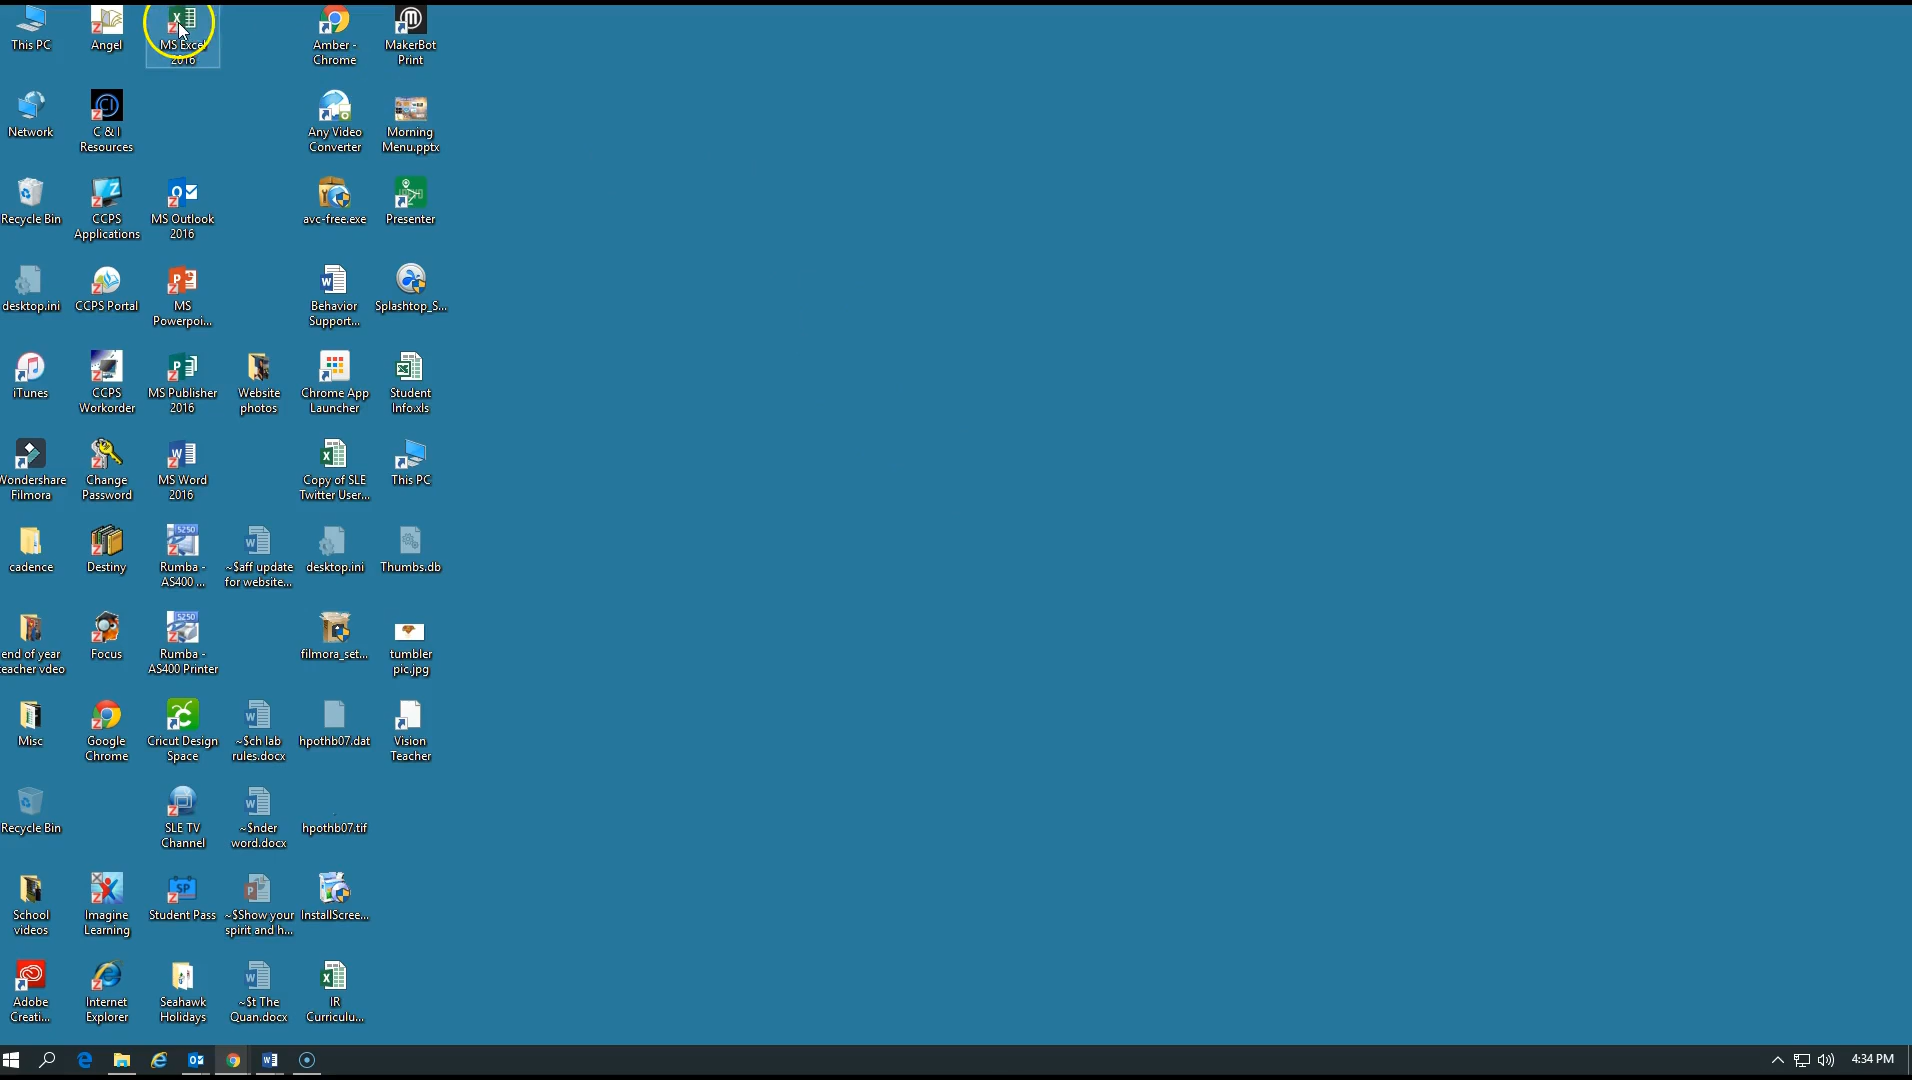 This PC
Angel
MS Excel
2016
Amber -
Chrome
MakerBot
Print
Network
C & I
Resources
Any Video
Converter
Morning
Menu.pptx
Recycle Bin
CCPS
Applications
MS Outlook
2016
avc-free.exe
Presenter
desktop.ini
CCPS Portal
MS
Powerpoi...
Behavior
Support...
Splashtop_S...
iTunes
CCPS
Workorder
MS Publisher
2016
Website
photos
Chrome App
Launcher
Student
Info.xls
Wondershare
Filmora
Change
Password
MS Word
2016
Copy of SLE
Twitter User...
This PC
cadence
Destiny
Rumba -
AS400 ...
~$aff update
for website...
desktop.ini
Thumbs.db
end of year
teacher vdeo
Focus
Rumba -
AS400 Printer
filmora_set...
tumbler
pic.jpg
Misc
Google
Chrome
Cricut Design
Space
~$ch lab
rules.docx
hpothb07.dat
Vision
Teacher
Recycle Bin
SLE TV
Channel
~$nder
word.docx
hpothb07.tif
School
videos
Imagine
Learning
Student Pass
~$Show your
spirit and h...
InstallScree...
Adobe
Creati...
Internet
Explorer
Seahawk
Holidays
~$t The
Quan.docx
IR
Curriculu...
4:34 PM